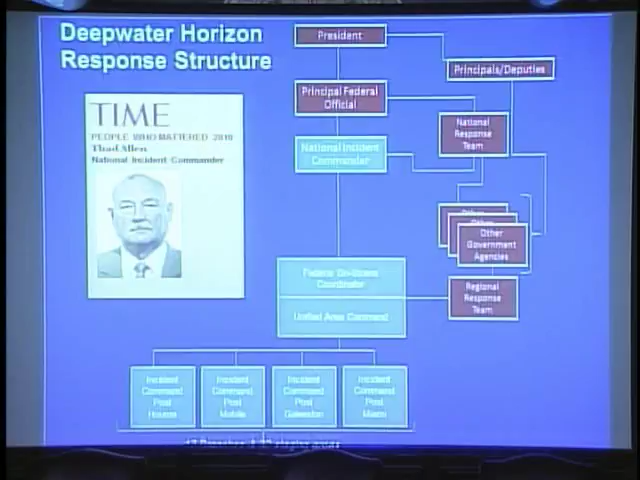 Deepwater Horizon
Response Structure
TIME
PEOPLE WHO MATTERED 2010
Thad Allen
National Incident Commander
President
Principals/Deputies
Principal Federal
Official
National
Response
Team
National Incident
Commander
Other
Other
Other
Government
Agencies
Federal On-Scene
Coordinator
Unified Area Command
Regional
Response
Team
Incident
Command
Post
Houma
Incident
Command
Post
Mobile
Incident
Command
Post
Galveston
Incident
Command
Post
Miami